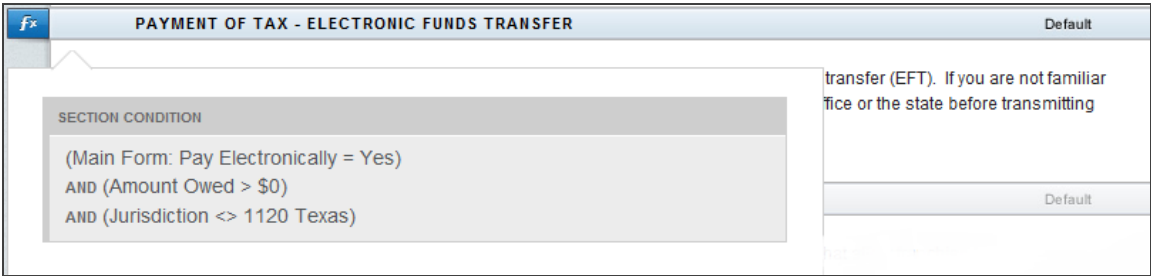 fx PAYMENT OF TAX - ELECTRONIC FUNDS TRANSFER Default
transfer (EFT). If you are not familiar
ffice or the state before transmitting
SECTION CONDITION
(Main Form: Pay Electronically = Yes)
AND (Amount Owed > $0)
AND (Jurisdiction <> 1120 Texas)
Default